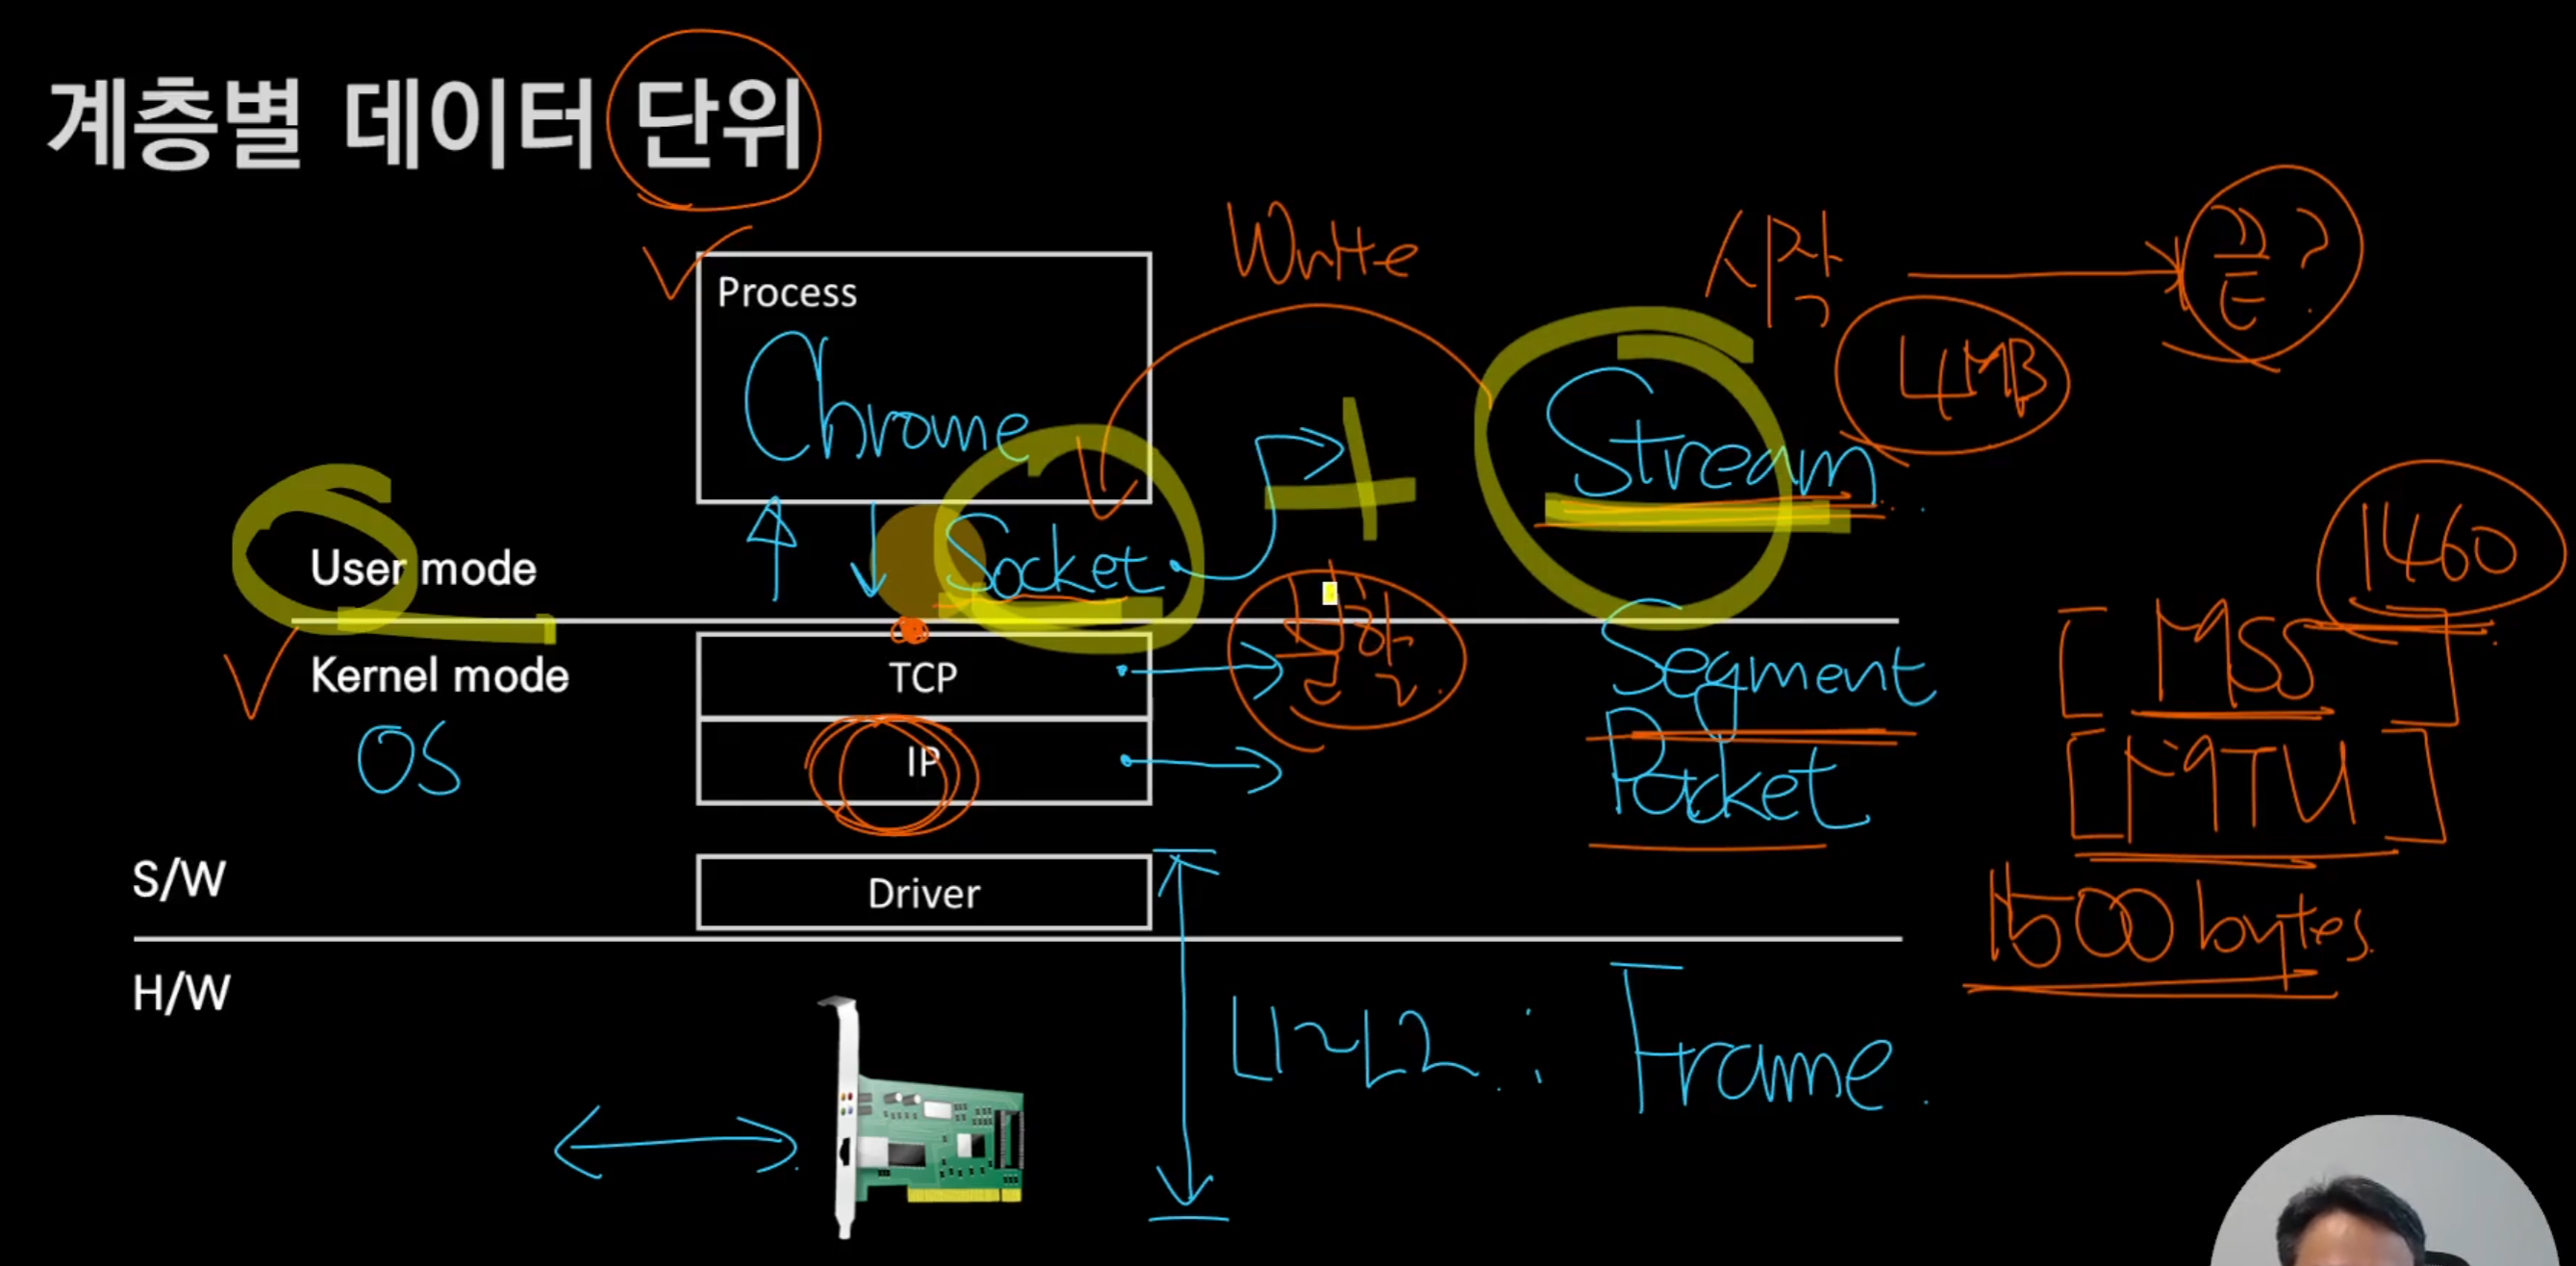 계층별 데이터 단위
Write
시작
끝?
Process
4MB
Chrome
Stream
1460
User mode
Socket
분할
Kernel mode
TCP
Segment
[MSS]
OS
IP
Packet
[MTU]
S/W
Driver
1500 bytes
H/W
L1~L2 : Frame.